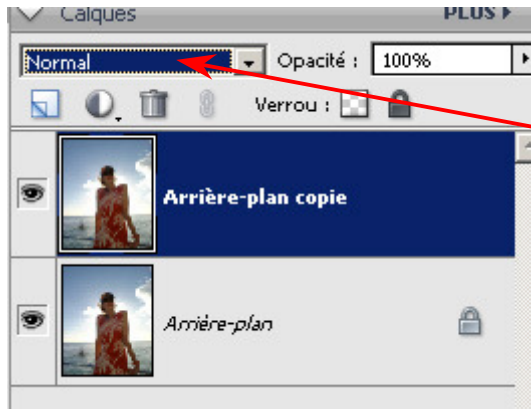 Calques PLUS
Normal Opacité : 100%
Verrou :
Arrière-plan copie
Arrière-plan